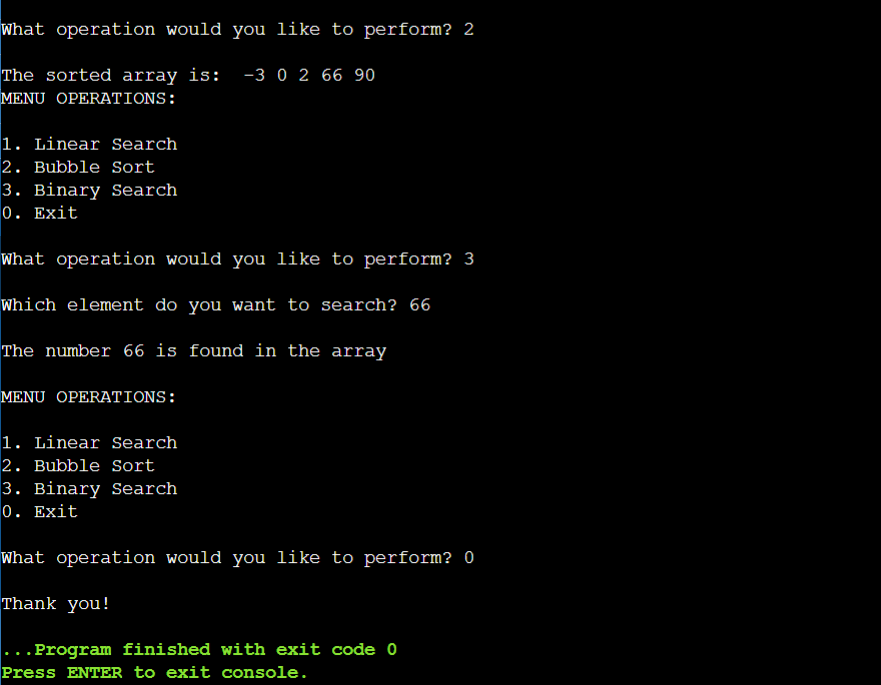 What operation would you like to perform? 2
The sorted array is:  -3 0 2 66 90
MENU OPERATIONS:
1. Linear Search
2. Bubble Sort
3. Binary Search
0. Exit
What operation would you like to perform? 3
Which element do you want to search? 66
The number 66 is found in the array
MENU OPERATIONS:
1. Linear Search
2. Bubble Sort
3. Binary Search
0. Exit
What operation would you like to perform? 0
Thank you!
...Program finished with exit code 0
Press ENTER to exit console.